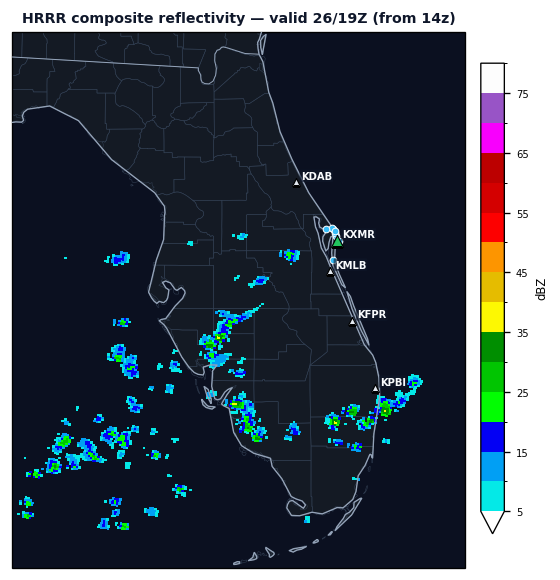 HRRR composite reflectivity — valid 26/19Z (from 14z)
KDAB
KXMR
KMLB
KFPR
KPBI
75
65
55
45
35
25
15
5
dBZ